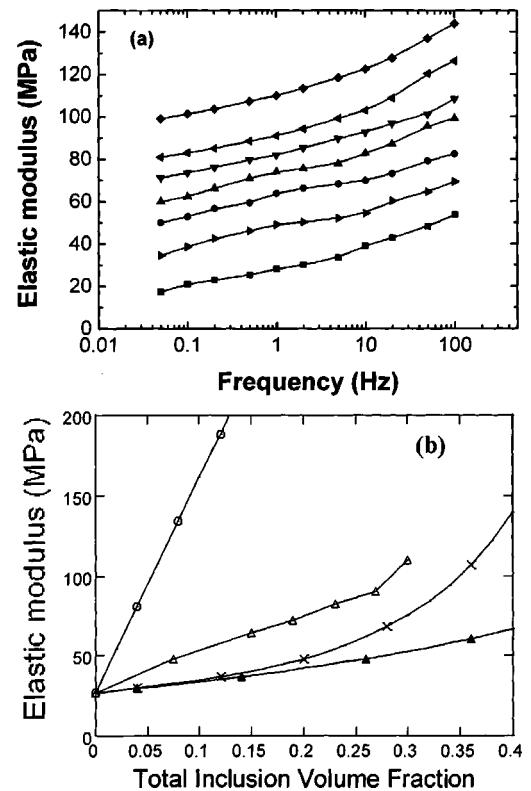 (a)
Elastic modulus (MPa)
140
120
100
80
60
40
20
0
0.01 0.1 1 10 100
Frequency (Hz)
(b)
Elastic modulus (MPa)
200
150
100
50
0
0 0.05 0.1 0.15 0.2 0.25 0.3 0.35 0.4
Total Inclusion Volume Fraction